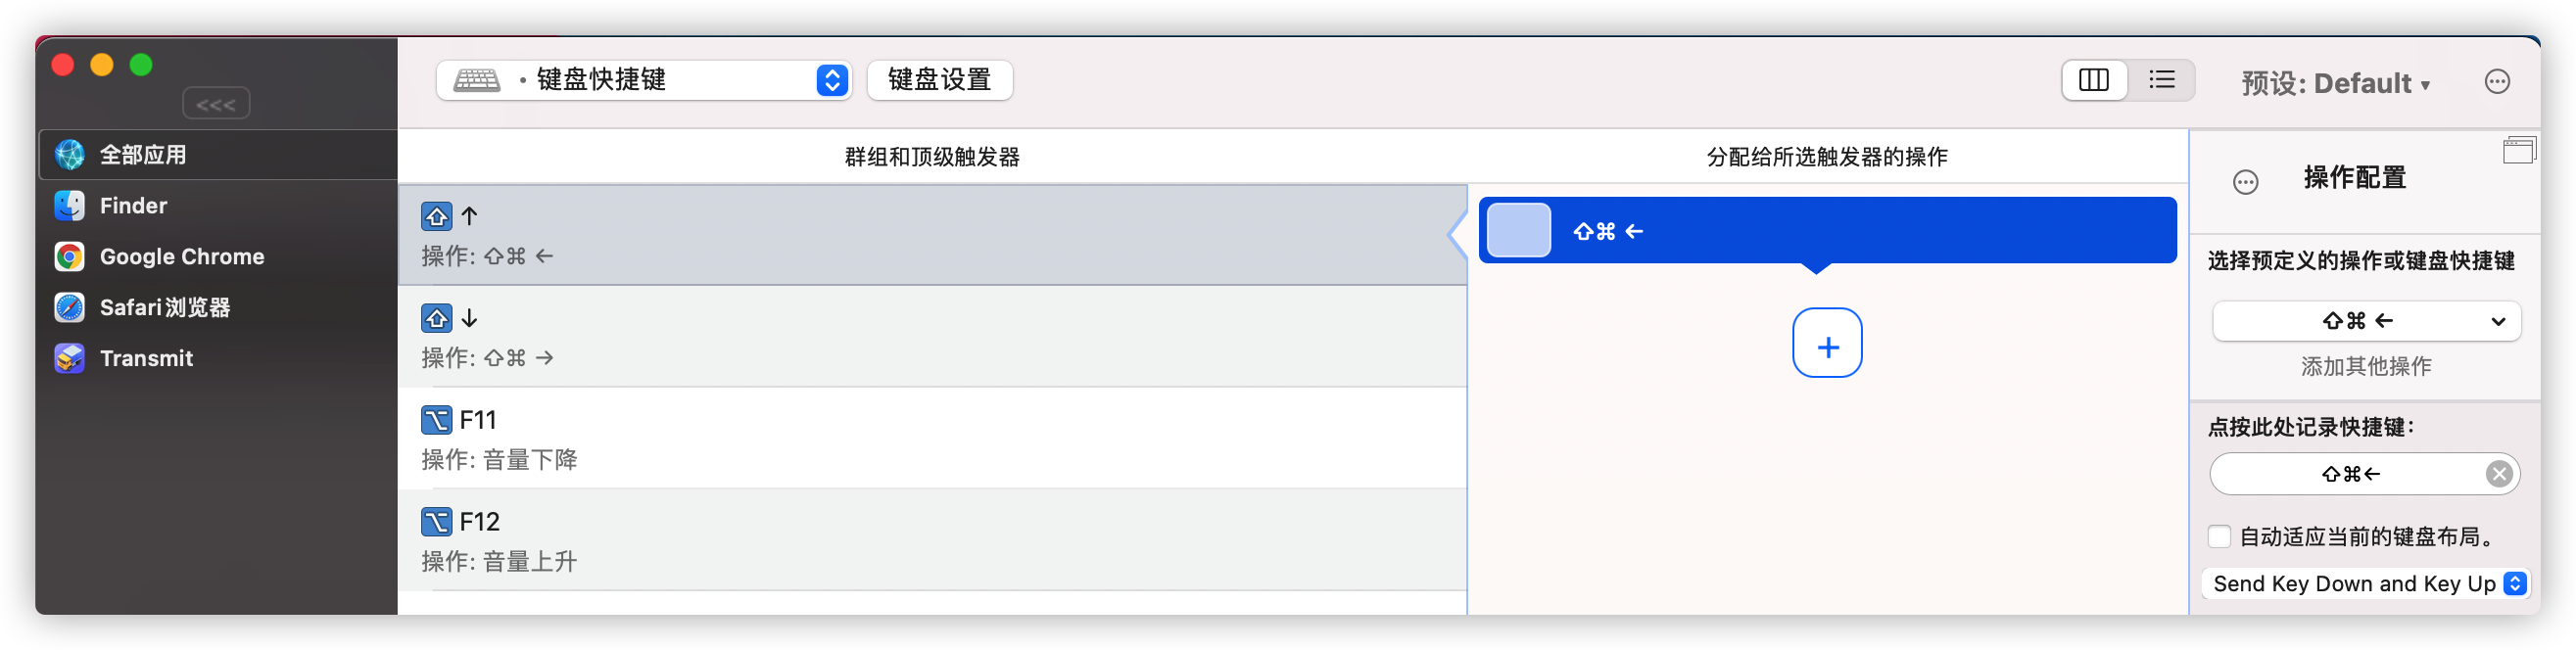 <<<
全部应用
Finder
Google Chrome
Safari浏览器
Transmit
· 键盘快捷键
键盘设置
预设: Default ▾
群组和顶级触发器
分配给所选触发器的操作
⇧ ↑
操作: ⇧⌘ ←
⇧ ↓
操作: ⇧⌘ →
⌥ F11
操作: 音量下降
⌥ F12
操作: 音量上升
⇧⌘ ←
+
操作配置
选择预定义的操作或键盘快捷键
⇧⌘ ←
添加其他操作
点按此处记录快捷键:
⇧⌘←
自动适应当前的键盘布局。
Send Key Down and Key Up